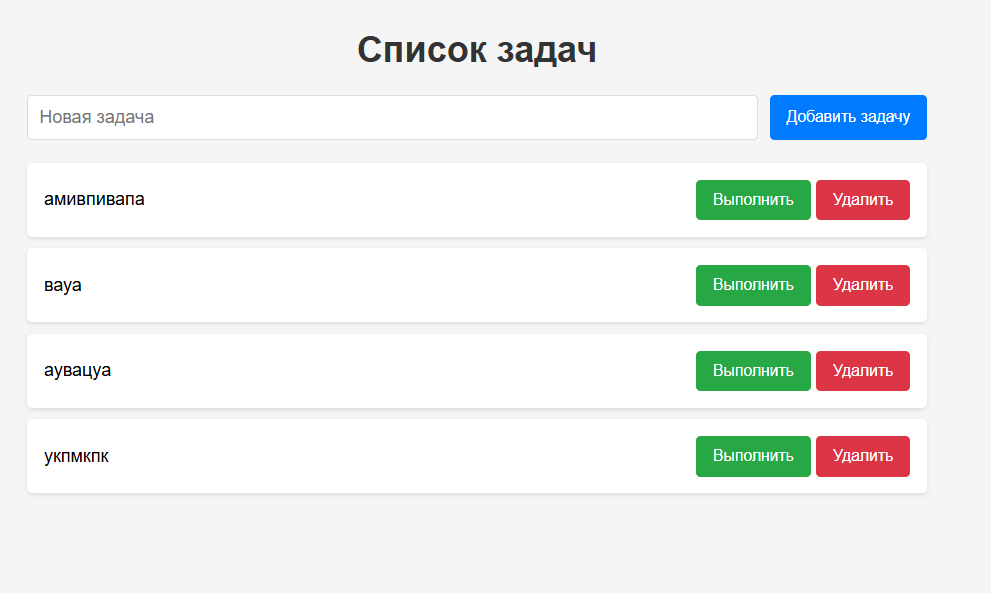 Список задач
Новая задача Добавить задачу
амивпивапа Выполнить Удалить
вауа Выполнить Удалить
аувацуа Выполнить Удалить
укпмкпк Выполнить Удалить